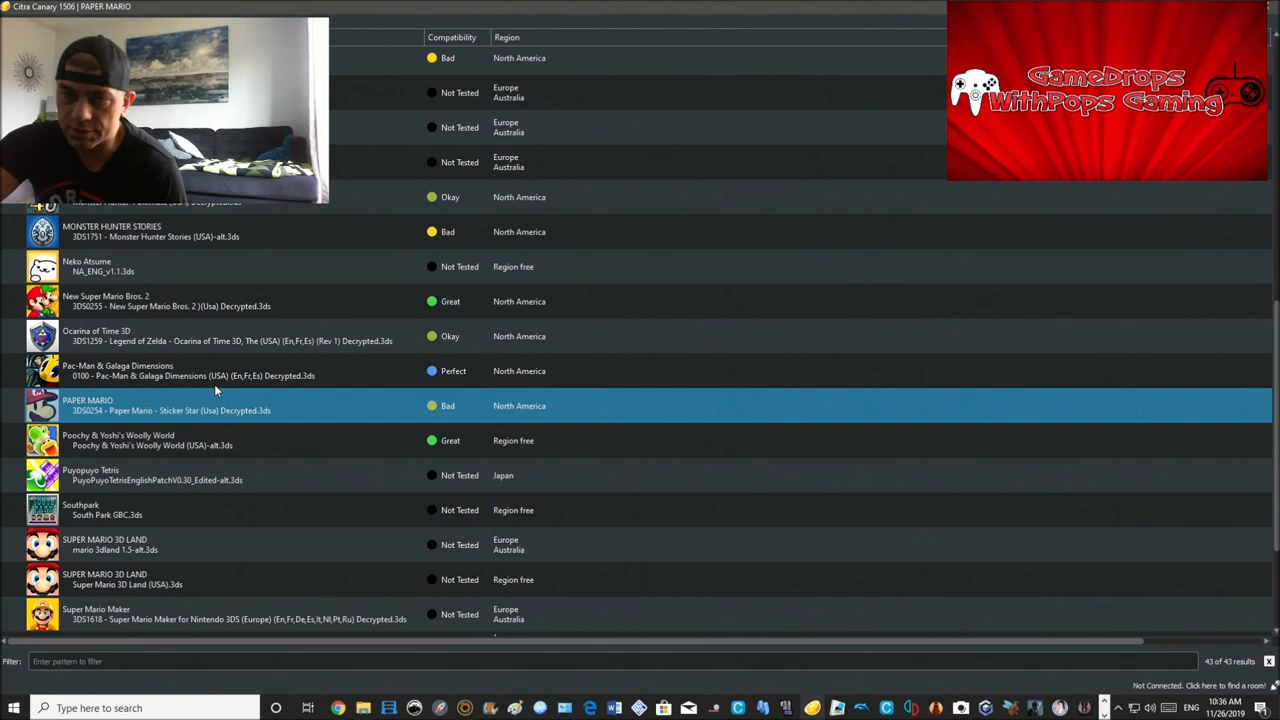 Citra Canary 1506 | PAPER MARIO
GameDrops
WithPops Gaming
Compatibility Region
Bad North America
Not Tested Europe
Australia
Not Tested Europe
Australia
Not Tested Europe
Australia
Okay North America
MONSTER HUNTER STORIES
3DS1751 - Monster Hunter Stories (USA)-alt.3ds
Bad North America
Neko Atsume
NA_ENG_v1.1.3ds
Not Tested Region free
New Super Mario Bros. 2
3DS0255 - New Super Mario Bros. 2 )(Usa) Decrypted.3ds
Great North America
Ocarina of Time 3D
3DS1259 - Legend of Zelda - Ocarina of Time 3D, The (USA) (En,Fr,Es) (Rev 1) Decrypted.3ds
Okay North America
Pac-Man & Galaga Dimensions
0100 - Pac-Man & Galaga Dimensions (USA) (En,Fr,Es) Decrypted.3ds
Perfect North America
PAPER MARIO
3DS0254 - Paper Mario - Sticker Star (Usa) Decrypted.3ds
Bad North America
Poochy & Yoshi's Woolly World
Poochy & Yoshi's Woolly World (USA)-alt.3ds
Great Region free
Puyopuyo Tetris
PuyoPuyoTetrisEnglishPatchV0.30_Edited-alt.3ds
Not Tested Japan
Southpark
South Park GBC.3ds
Not Tested Region free
SUPER MARIO 3D LAND
mario 3dland 1.5-alt.3ds
Not Tested Europe
Australia
SUPER MARIO 3D LAND
Super Mario 3D Land (USA).3ds
Not Tested Region free
Super Mario Maker
3DS1618 - Super Mario Maker for Nintendo 3DS (Europe) (En,Fr,De,Es,It,Nl,Pt,Ru) Decrypted.3ds
Not Tested Europe
Australia
Filter: Enter pattern to filter 43 of 43 results X
Not Connected. Click here to find a room!
Type here to search
ENG
10:36 AM
11/26/2019